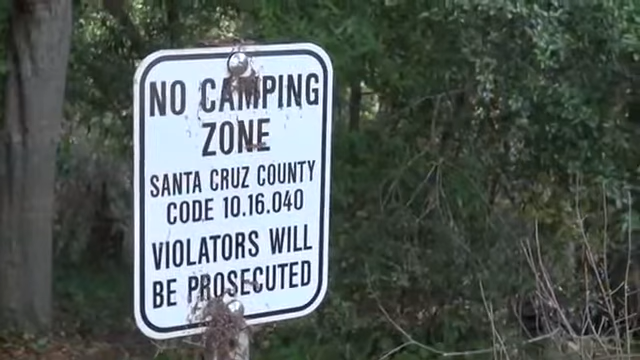 NO CAMPING
ZONE
SANTA CRUZ COUNTY
CODE 10.16.040
VIOLATORS WILL
BE PROSECUTED